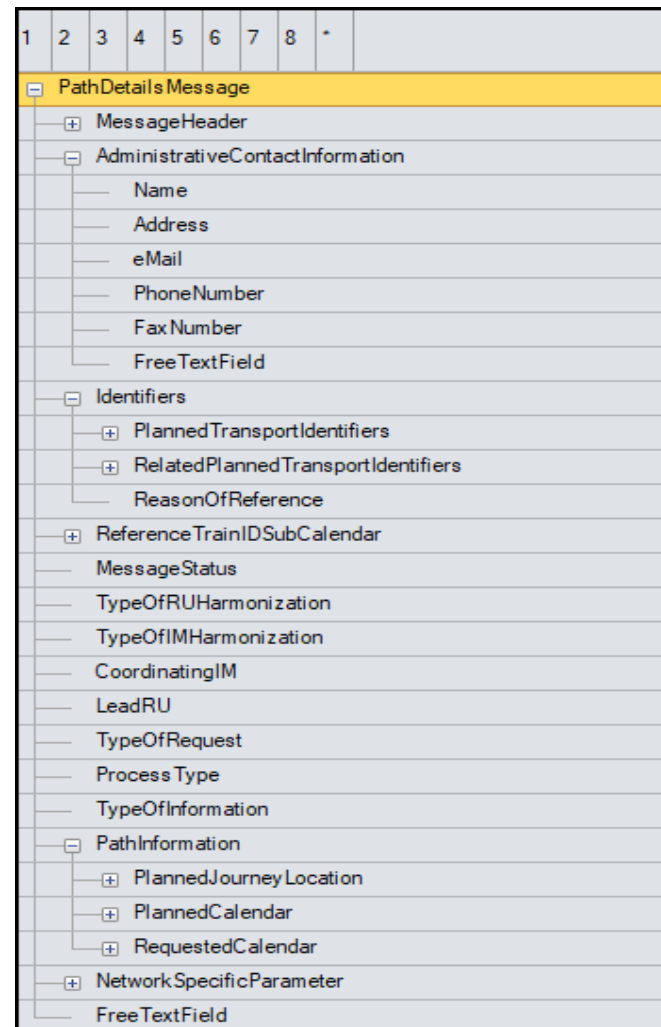 1 2 3 4 5 6 7 8 *
PathDetailsMessage
MessageHeader
AdministrativeContactInformation
Name
Address
eMail
PhoneNumber
FaxNumber
FreeTextField
Identifiers
PlannedTransportIdentifiers
RelatedPlannedTransportIdentifiers
ReasonOfReference
ReferenceTrainIDSubCalendar
MessageStatus
TypeOfRUHarmonization
TypeOfIMHarmonization
CoordinatingIM
LeadRU
TypeOfRequest
ProcessType
TypeOfInformation
PathInformation
PlannedJourneyLocation
PlannedCalendar
RequestedCalendar
NetworkSpecificParameter
FreeTextField